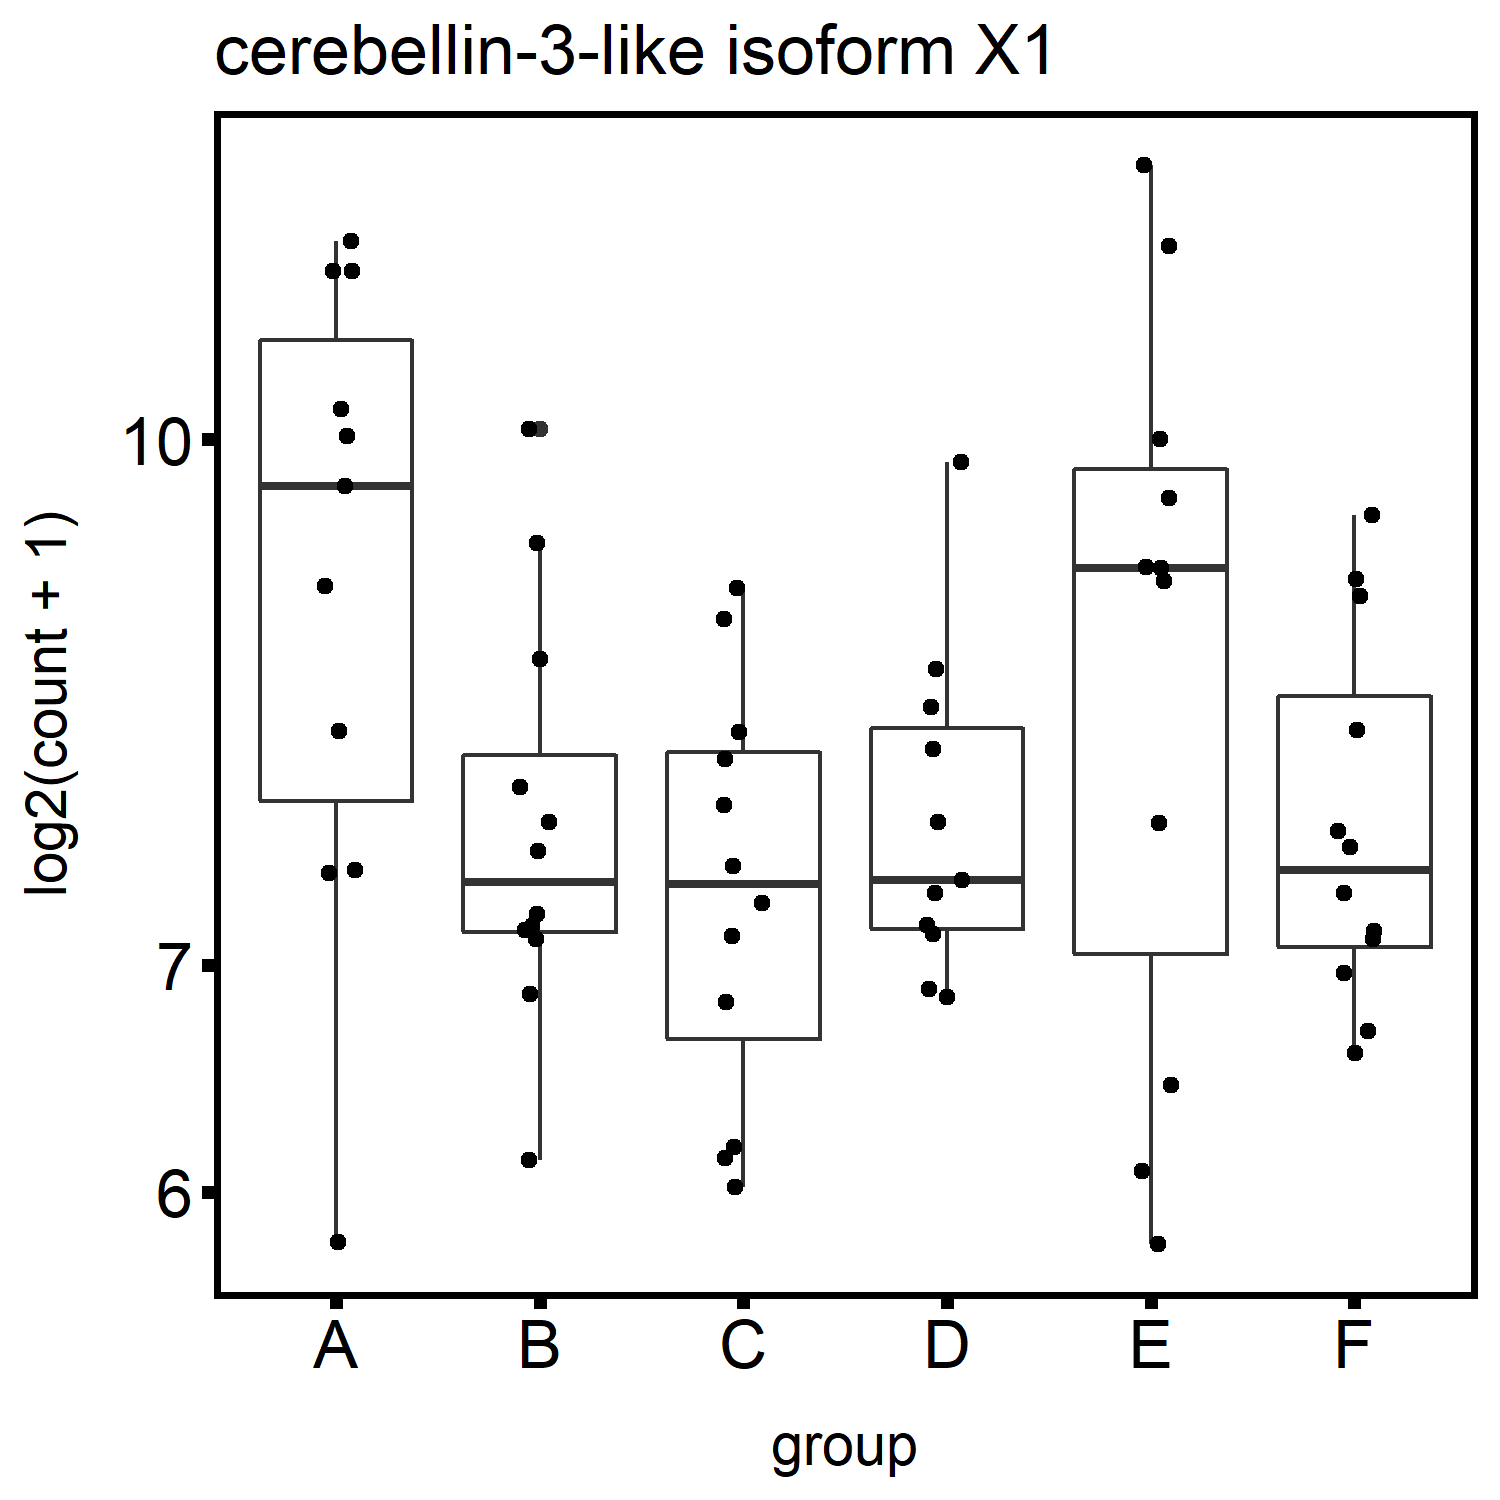 cerebellin-3-like isoform X1
log2(count + 1)
10
7
6
A B C D E F
group